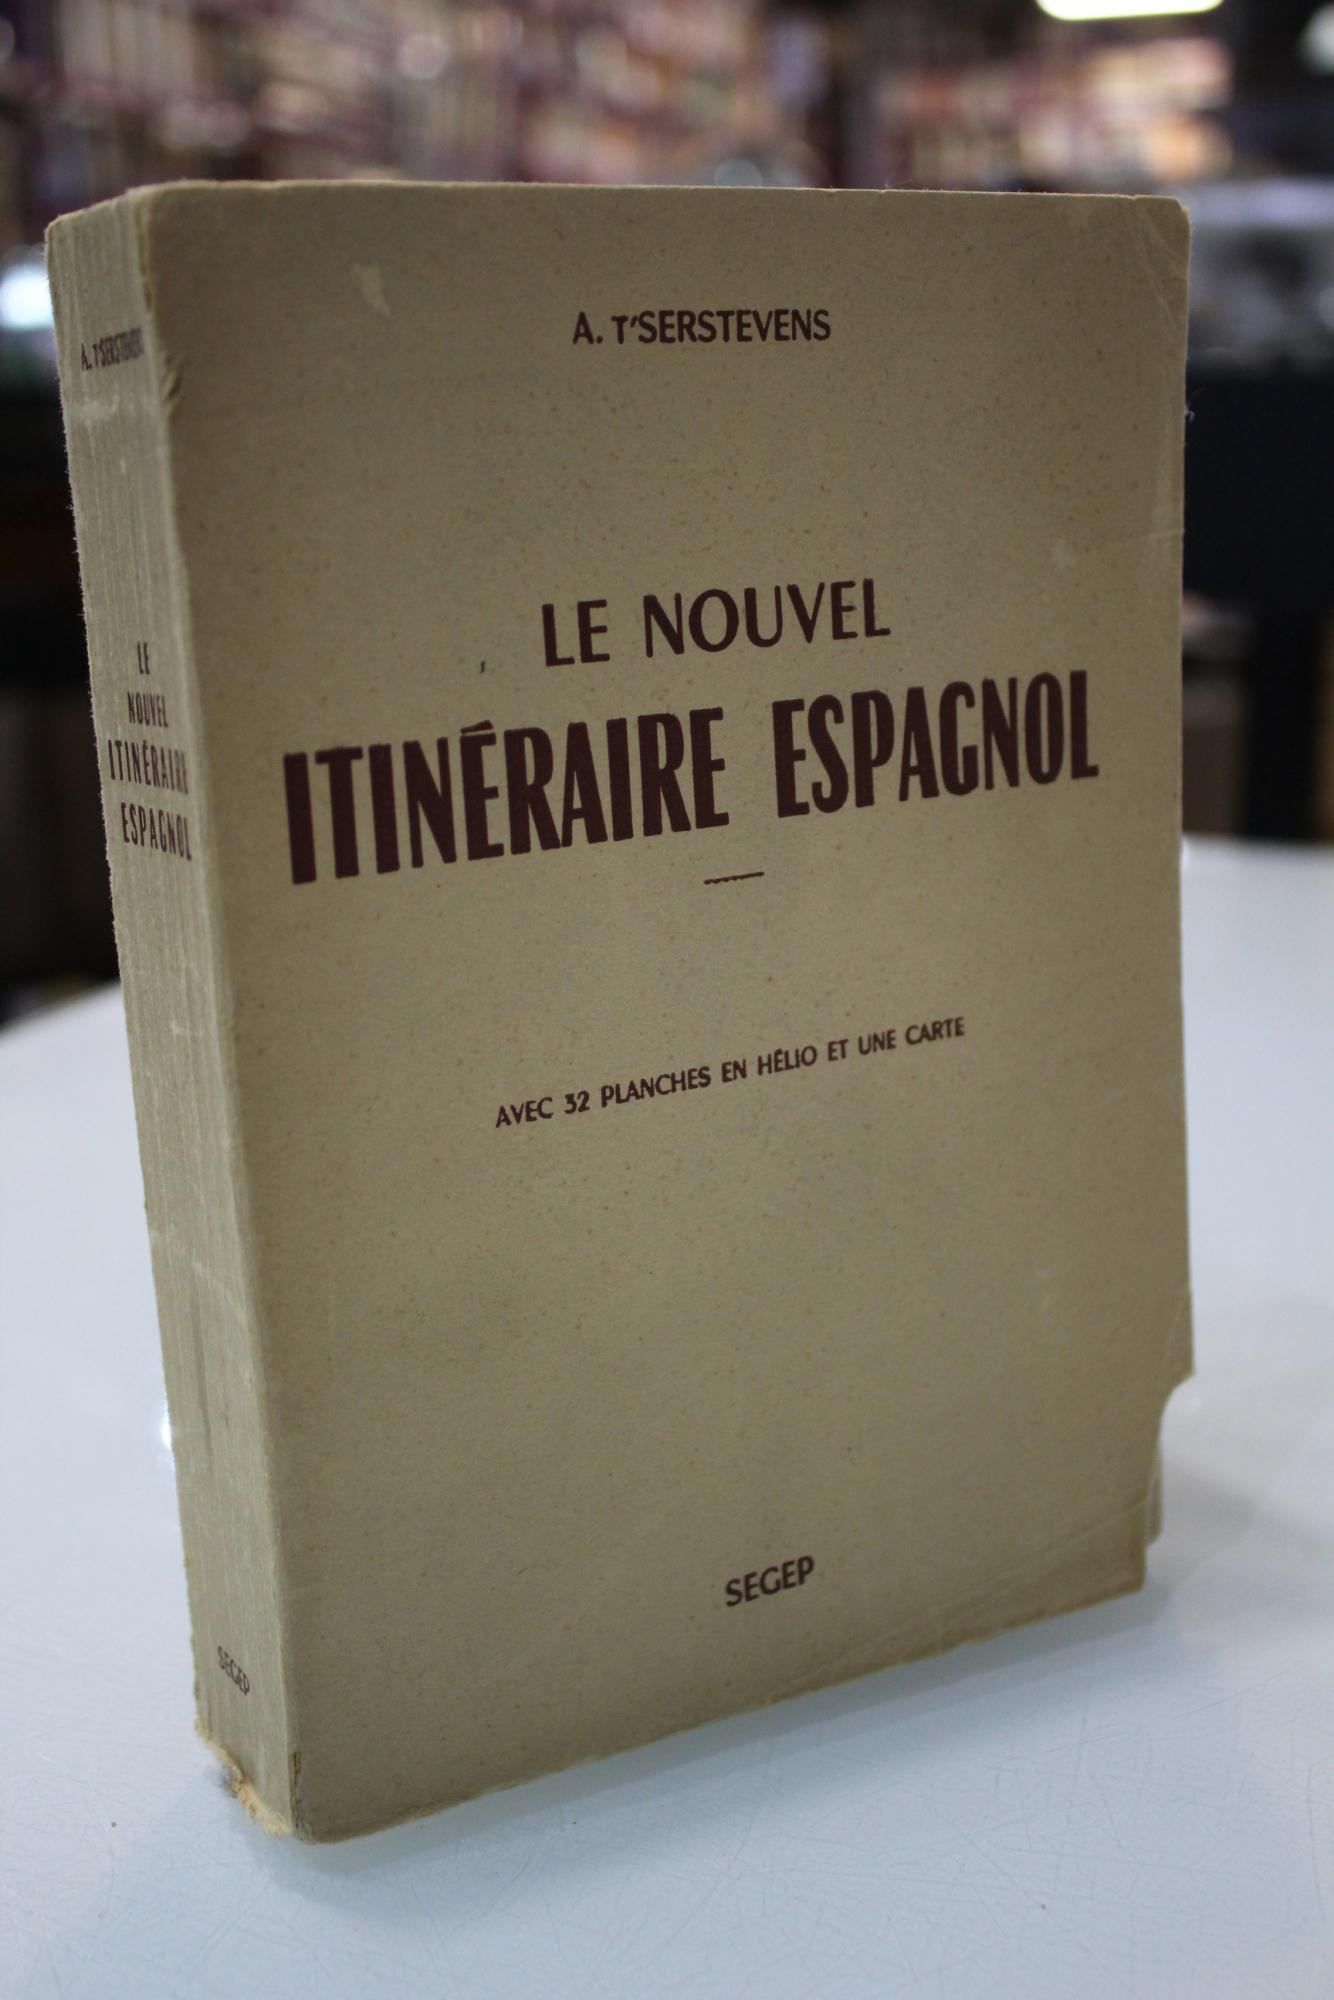 A. T'SERSTEVENS
LE NOUVEL
ITINÉRAIRE ESPAGNOL
AVEC 32 PLANCHES EN HÉLIO ET UNE CARTE
SEGEP
A. T'SERSTEVENS
LE
NOUVEL
ITINÉRAIRE
ESPAGNOL
SEGEP